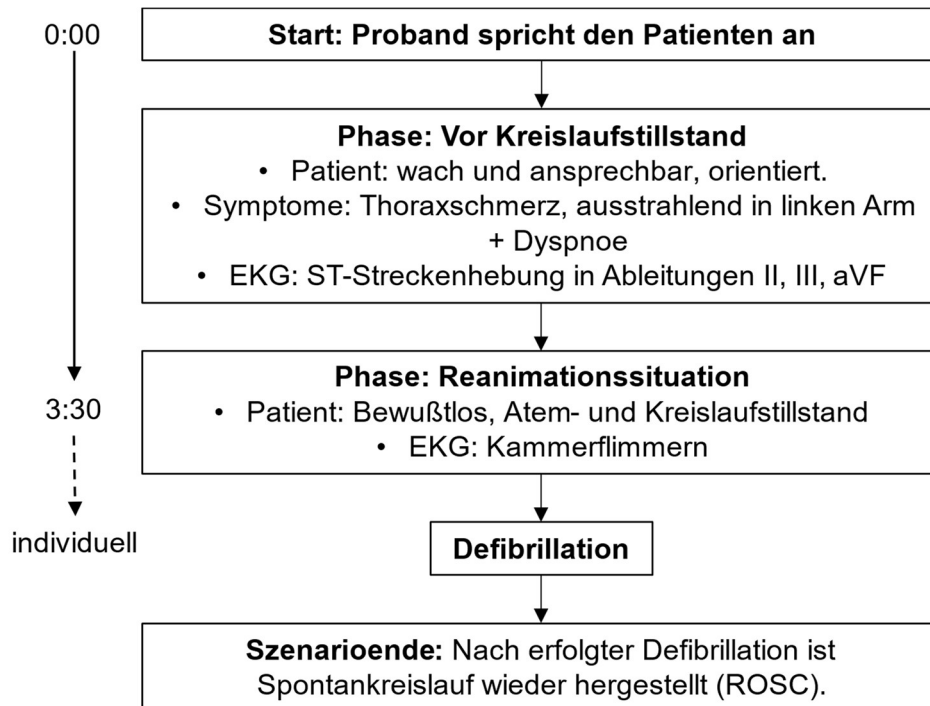 0:00
Start: Proband spricht den Patienten an
Phase: Vor Kreislaufstillstand
• Patient: wach und ansprechbar, orientiert.
• Symptome: Thoraxschmerz, ausstrahlend in linken Arm
+ Dyspnoe
• EKG: ST-Streckenhebung in Ableitungen II, III, aVF
3:30
Phase: Reanimationssituation
• Patient: Bewußtlos, Atem- und Kreislaufstillstand
• EKG: Kammerflimmern
individuell
Defibrillation
Szenarioende: Nach erfolgter Defibrillation ist
Spontankreislauf wieder hergestellt (ROSC).